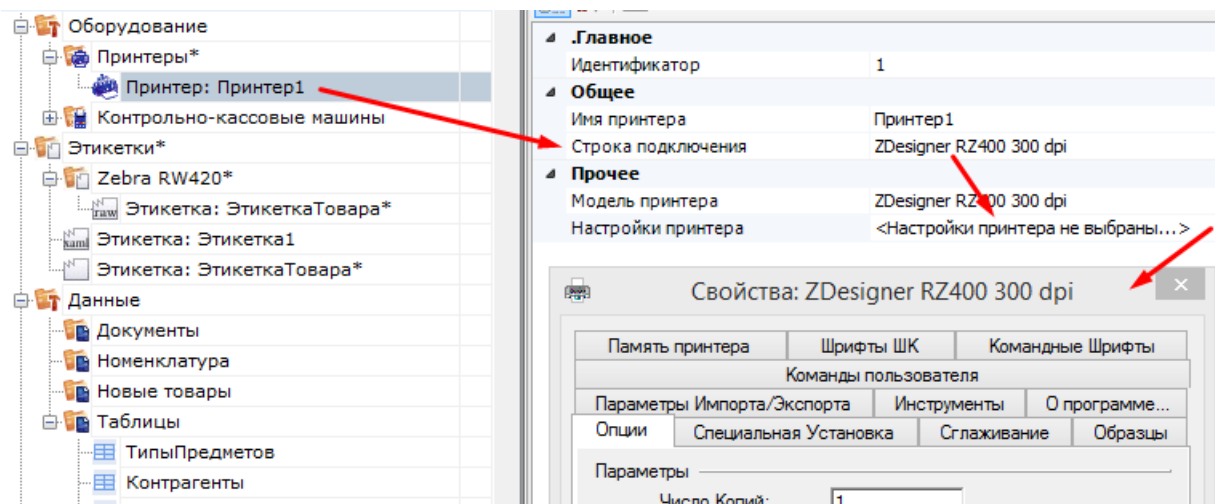 Оборудование
Принтеры*
Принтер: Принтер1
Контрольно-кассовые машины
Этикетки*
Zebra RW420*
raw
Этикетка: ЭтикеткаТовара*
xaml
Этикетка: Этикетка1
Этикетка: ЭтикеткаТовара*
Данные
Документы
Номенклатура
Новые товары
Таблицы
ТипыПредметов
Контрагенты
.Главное
Идентификатор 1
Общее
Имя принтера Принтер1
Строка подключения ZDesigner RZ400 300 dpi
Прочее
Модель принтера ZDesigner RZ400 300 dpi
Настройки принтера <Настройки принтера не выбраны...>
Свойства: ZDesigner RZ400 300 dpi
Память принтера Шрифты ШК Командные Шрифты
Команды пользователя
Параметры Импорта/Экспорта Инструменты О программе...
Опции Специальная Установка Сглаживание Образцы
Параметры
Число Копий: 1